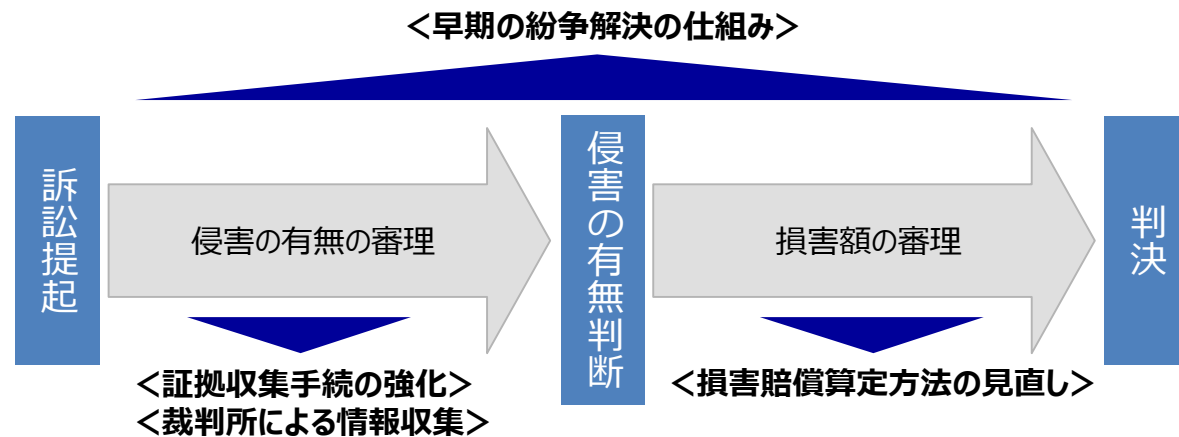 ＜早期の紛争解決の仕組み＞
訴訟提起
侵害の有無の審理
侵害の有無判断
損害額の審理
判決
＜証拠収集手続の強化＞
＜裁判所による情報収集＞
＜損害賠償算定方法の見直し＞